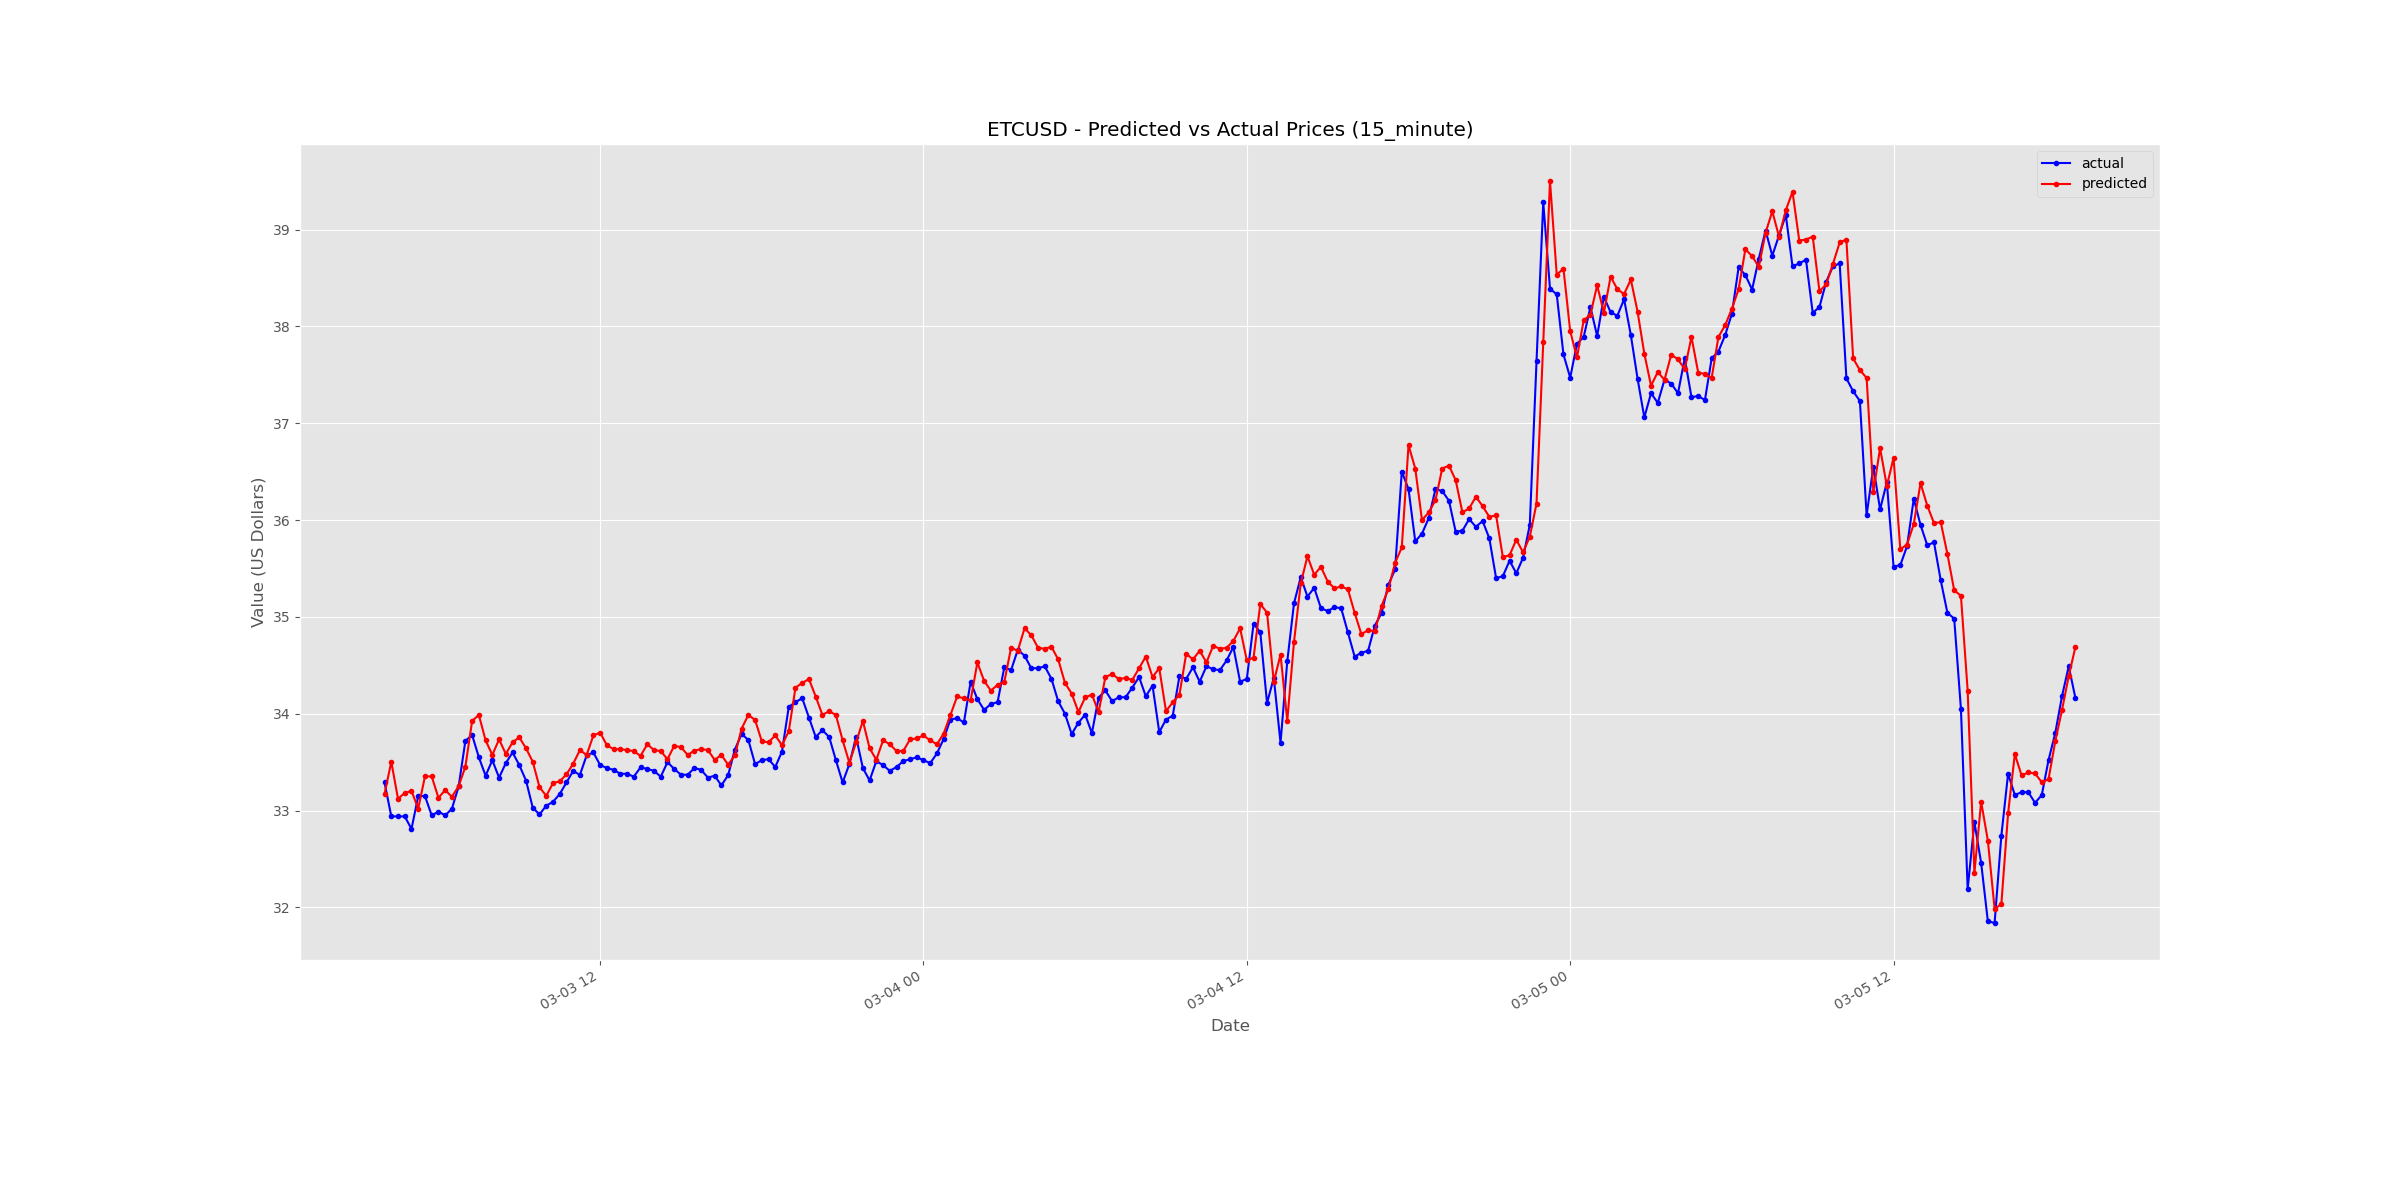 ETCUSD - Predicted vs Actual Prices (15_minute)
actual
predicted
39
38
37
36
35
34
33
32
Value (US Dollars)
03-03 12
03-04 00
03-04 12
03-05 00
03-05 12
Date